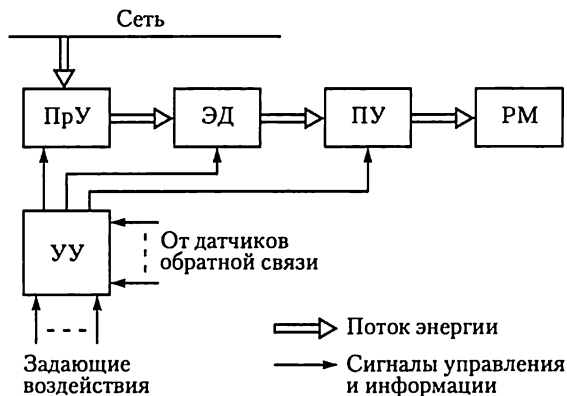 Сеть
ПрУ
ЭД
ПУ
РМ
УУ
От датчиков
обратной связи
Поток энергии
Задающие
воздействия
Сигналы управления
и информации